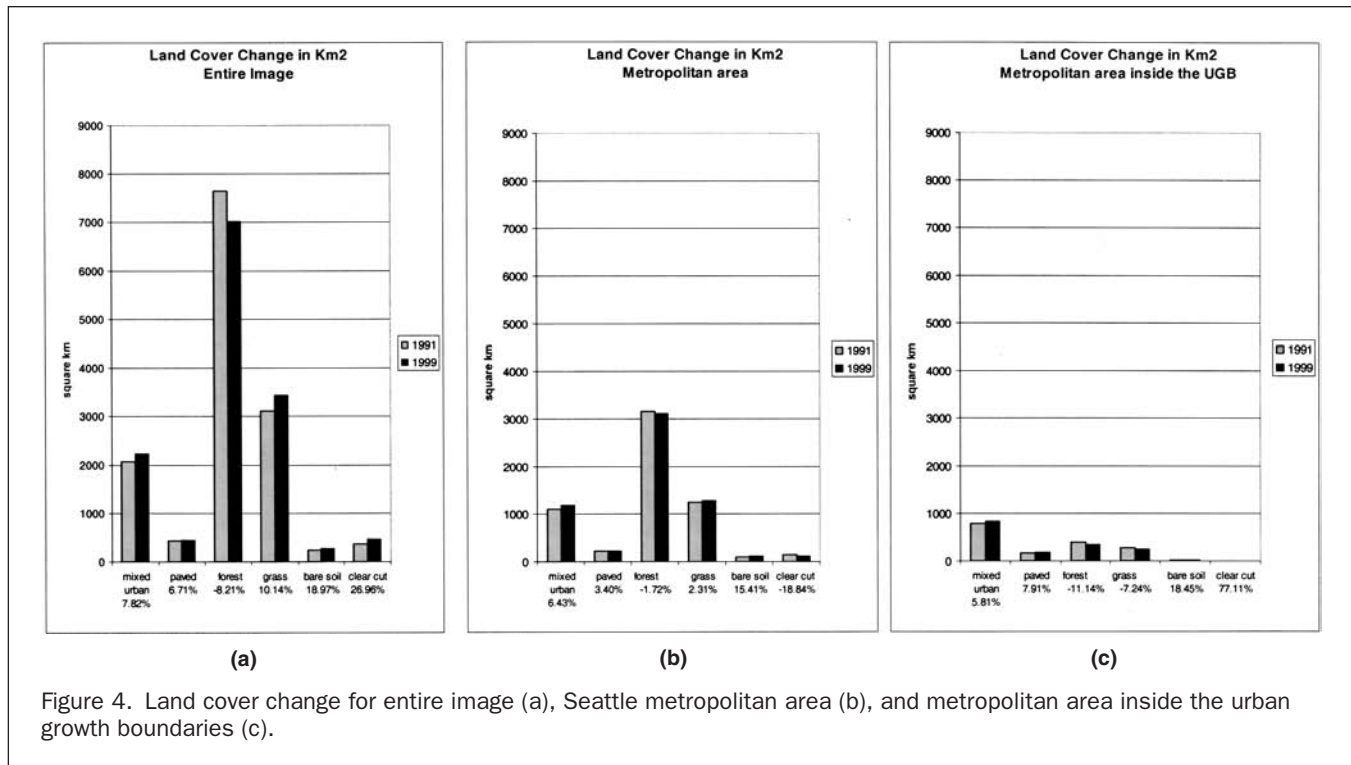 Land Cover Change in Km2
Entire Image
9000
8000
7000
6000
5000
4000
3000
2000
1000
0
square km
1991
1999
mixed urban 7.82%
paved 6.71%
forest -8.21%
grass 10.14%
bare soil 18.97%
clear cut 26.96%
(a)
Land Cover Change in Km2
Metropolitan area
9000
8000
7000
6000
5000
4000
3000
2000
1000
0
square km
1991
1999
mixed urban 6.43%
paved 3.40%
forest -1.72%
grass 2.31%
bare soil 15.41%
clear cut -18.84%
(b)
Land Cover Change in Km2
Metropolitan area inside the UGB
9000
8000
7000
6000
5000
4000
3000
2000
1000
0
square km
1991
1999
mixed urban 5.81%
paved 7.91%
forest -11.14%
grass -7.24%
bare soil 18.45%
clear cut 77.11%
(c)
Figure 4. Land cover change for entire image (a), Seattle metropolitan area (b), and metropolitan area inside the urban
growth boundaries (c).